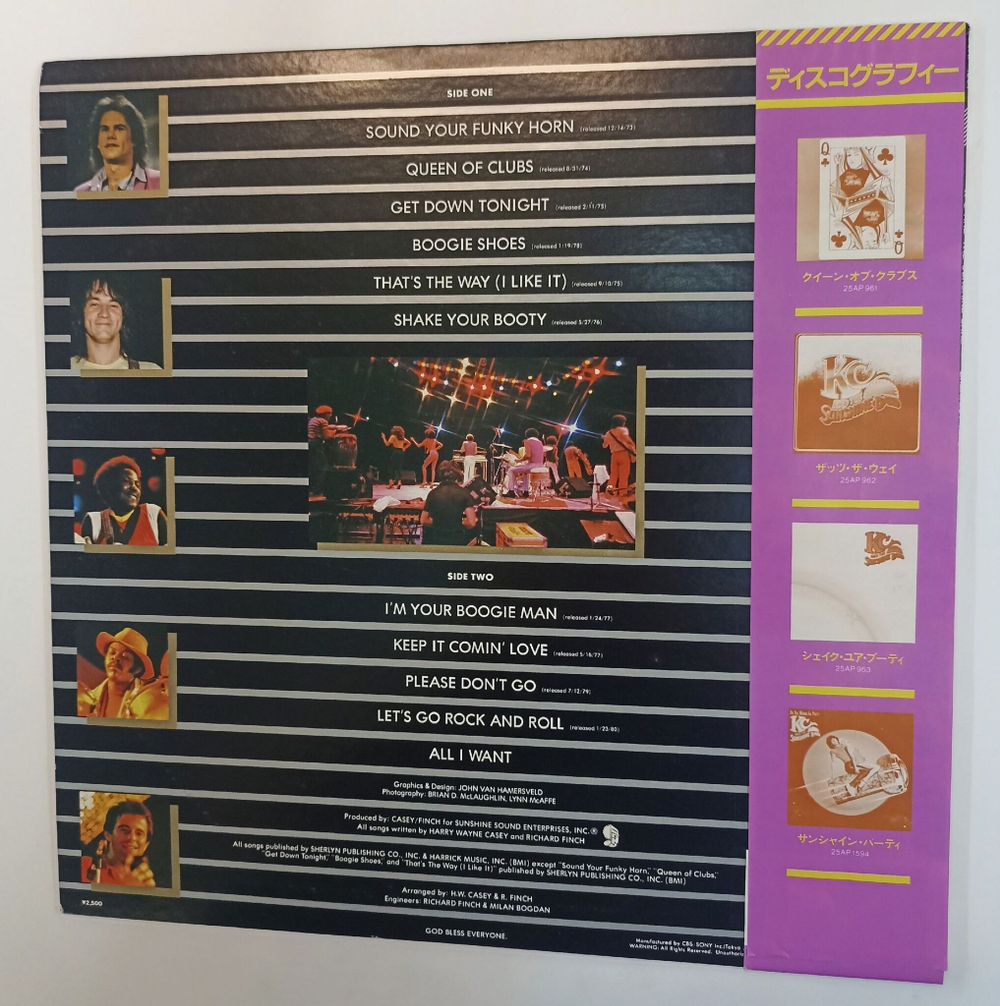 SIDE ONE
SOUND YOUR FUNKY HORN (released 12/14/73)
QUEEN OF CLUBS (released 8/31/74)
GET DOWN TONIGHT (released 2/11/75)
BOOGIE SHOES (released 1/19/78)
THAT'S THE WAY (I LIKE IT) (released 9/10/75)
SHAKE YOUR BOOTY (released 5/27/76)
SIDE TWO
I'M YOUR BOOGIE MAN (released 1/24/77)
KEEP IT COMIN' LOVE (released 5/16/77)
PLEASE DON'T GO (released 7/12/79)
LET'S GO ROCK AND ROLL (released 1/23/80)
ALL I WANT
Graphics & Design: JOHN VAN HAMERSVELD
Photography: BRIAN D. McLAUGHLIN, LYNN McAFFE
Produced by: CASEY/FINCH for SUNSHINE SOUND ENTERPRISES, INC.®
All songs written by HARRY WAYNE CASEY and RICHARD FINCH
All songs published by SHERLYN PUBLISHING CO., INC. & HARRICK MUSIC, INC. (BMI) except "Sound Your Funky Horn," "Queen of Clubs,"
"Get Down Tonight," "Boogie Shoes," and "That's The Way (I Like It)" published by SHERLYN PUBLISHING CO., INC. (BMI)
Arranged by: H.W. CASEY & R. FINCH
Engineers: RICHARD FINCH & MILAN BOGDAN
¥2,500
GOD BLESS EVERYONE.
Manufactured by CBS/SONY Inc./Tokyo
WARNING: All Rights Reserved. Unauthoriz
ディスコグラフィー
Q
Q
クイーン・オブ・クラブス
25AP 961
KC
ザッツ・ザ・ウェイ
25AP 962
KC
シェイク・ユア・ブーティ
25AP 963
KC
サンシャイン・パーティ
25AP 1594